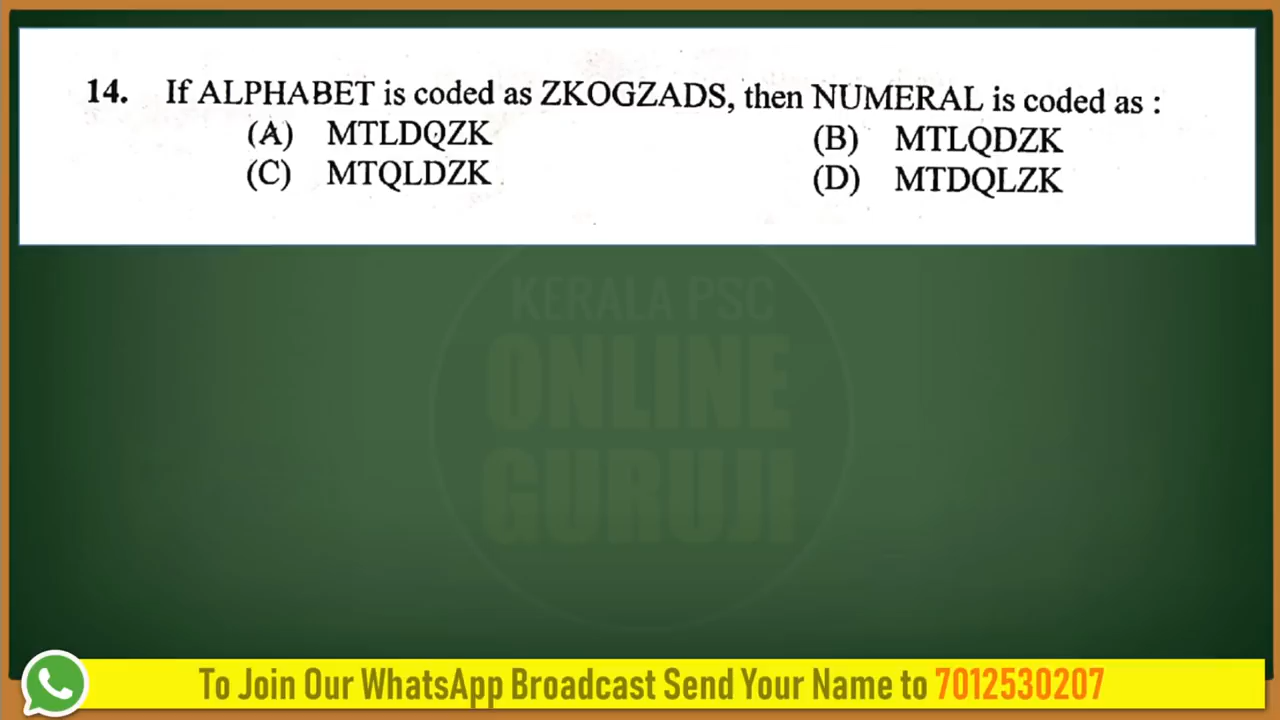 14. If ALPHABET is coded as ZKOGZADS, then NUMERAL is coded as :
(A) MTLDQZK (B) MTLQDZK
(C) MTQLDZK (D) MTDQLZK
KERALA PSC
ONLINE
GURUJI
To Join Our WhatsApp Broadcast Send Your Name to 7012530207